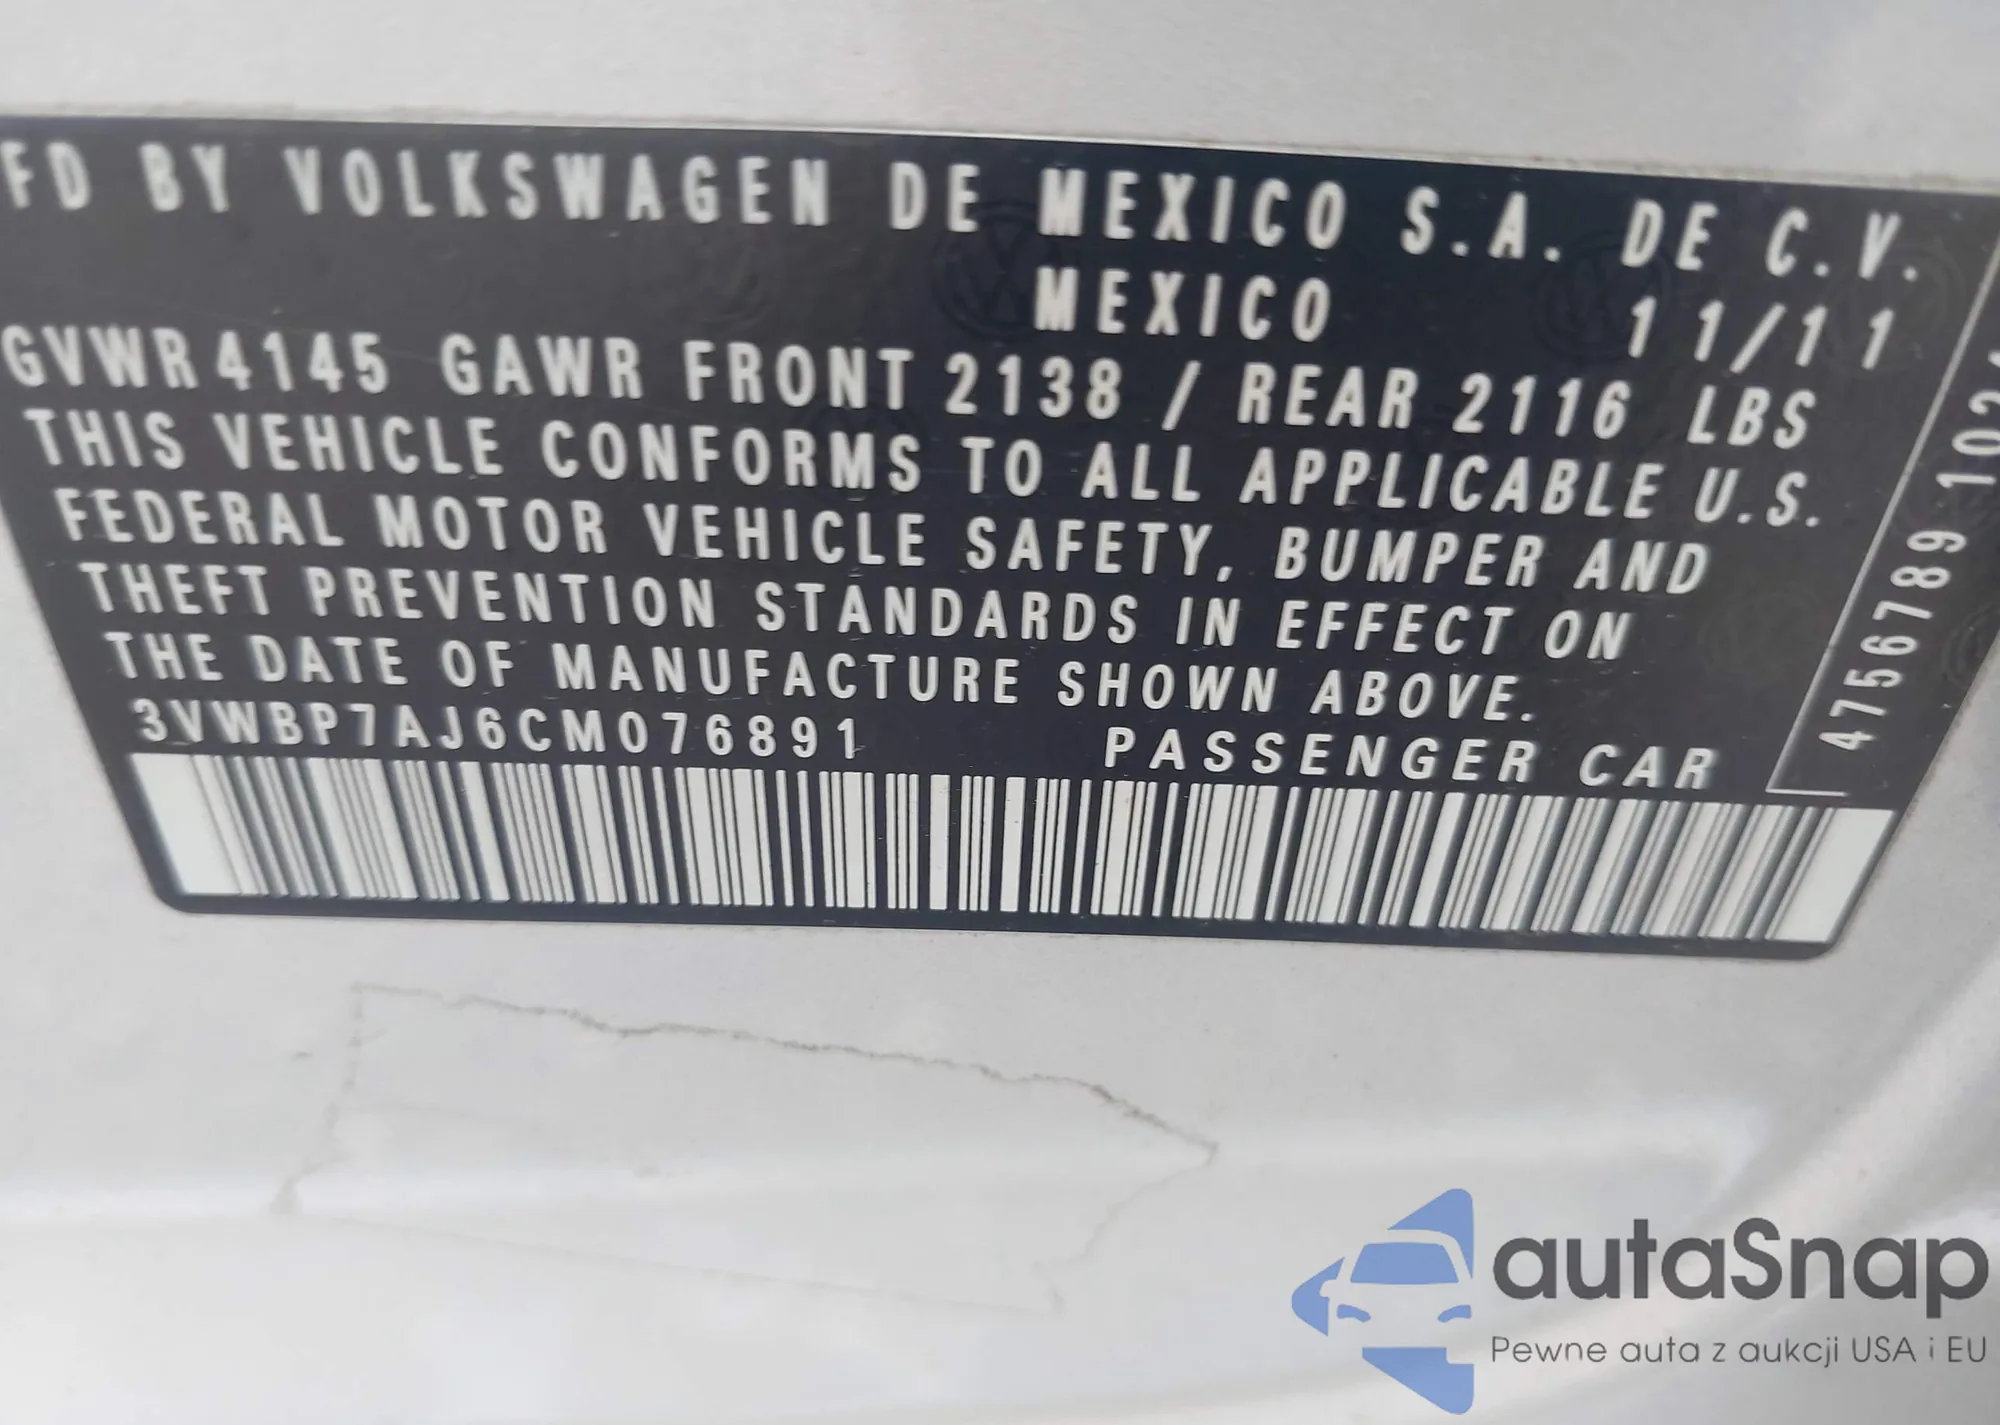 FD BY VOLKSWAGEN DE MEXICO S.A. DE C.V.
MEXICO 11/11
GVWR 4145 GAWR FRONT 2138 / REAR 2116 LBS
THIS VEHICLE CONFORMS TO ALL APPLICABLE U.S.
FEDERAL MOTOR VEHICLE SAFETY, BUMPER AND
THEFT PREVENTION STANDARDS IN EFFECT ON
THE DATE OF MANUFACTURE SHOWN ABOVE.
3VWBP7AJ6CM076891 PASSENGER CAR
4756789
autaSnap
Pewne auta z aukcji USA i EU